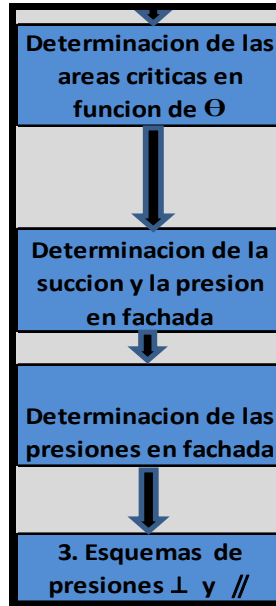 Determinacion de las
areas criticas en
funcion de Θ
Determinacion de la
succion y la presion
en fachada
Determinacion de las
presiones en fachada
3. Esquemas de
presiones ⊥ y //